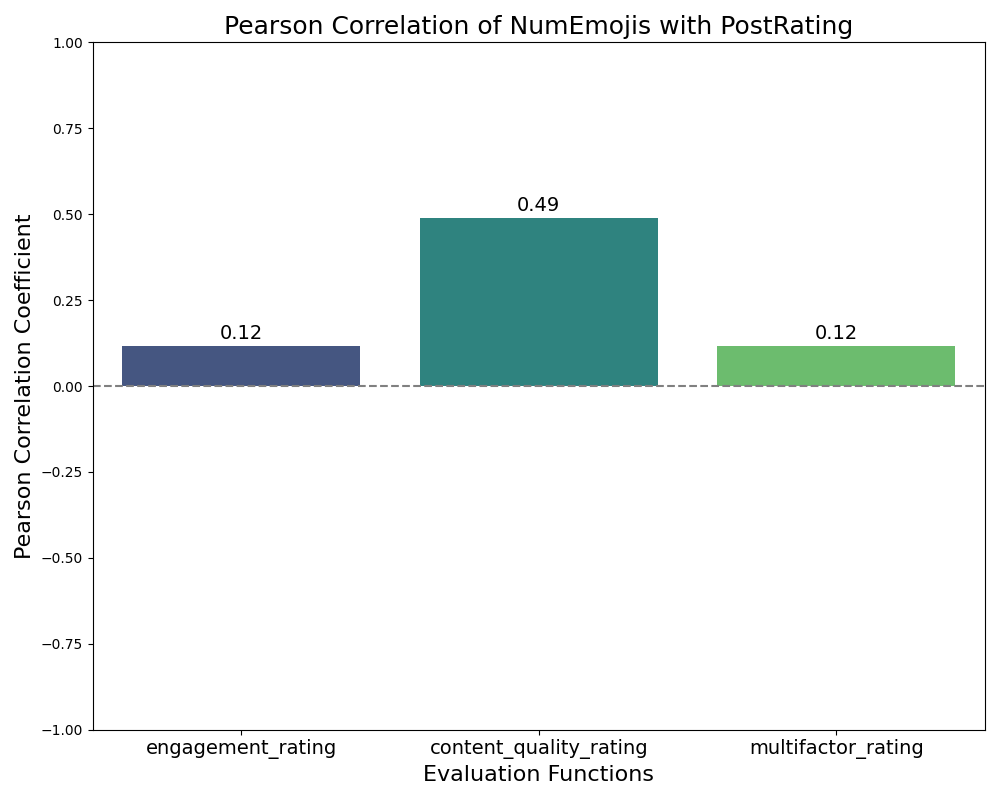 Pearson Correlation of NumEmojis with PostRating
Pearson Correlation Coefficient
1.00
0.75
0.50
0.25
0.00
−0.25
−0.50
−0.75
−1.00
0.12
0.49
0.12
engagement_rating
content_quality_rating
multifactor_rating
Evaluation Functions